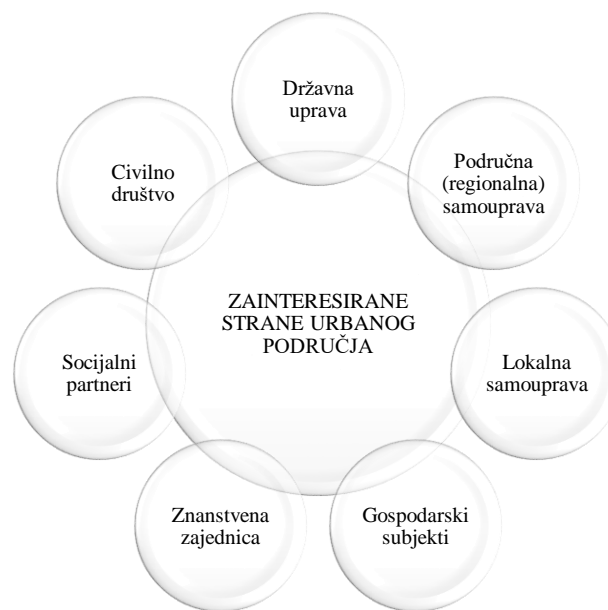 Državna
uprava
Područna
(regionalna)
samouprava
Lokalna
samouprava
Gospodarski
subjekti
Znanstvena
zajednica
Socijalni
partneri
Civilno
društvo
ZAINTERESIRANE
STRANE URBANOG
PODRUČJA